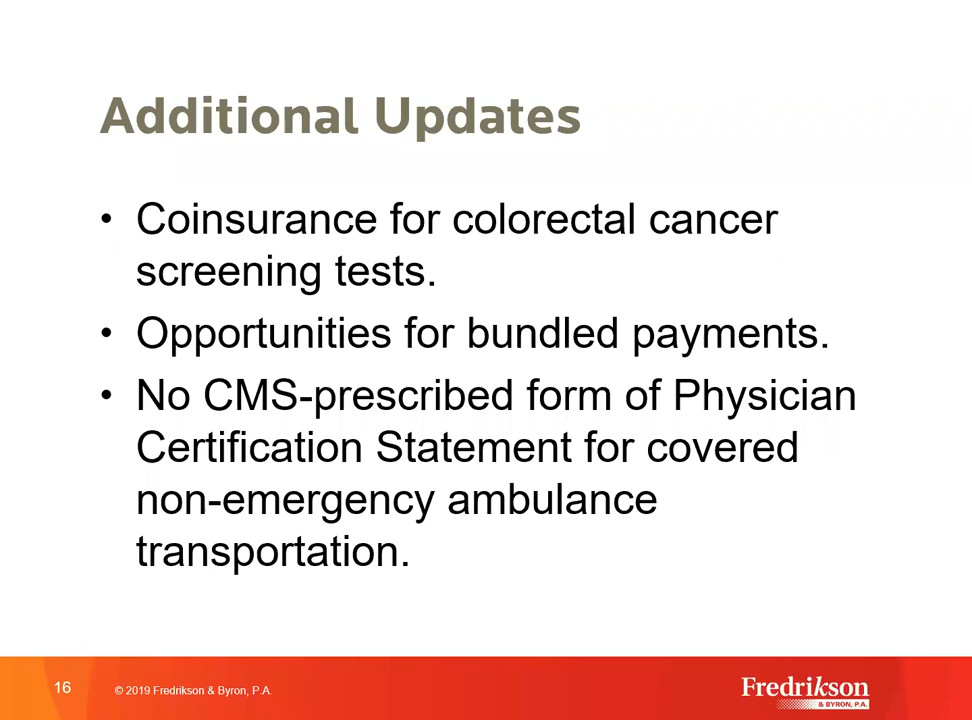 Additional Updates
• Coinsurance for colorectal cancer
screening tests.
• Opportunities for bundled payments.
• No CMS-prescribed form of Physician
Certification Statement for covered
non-emergency ambulance
transportation.
16
© 2019 Fredrikson & Byron, P.A.
Fredrikson
& BYRON, P.A.